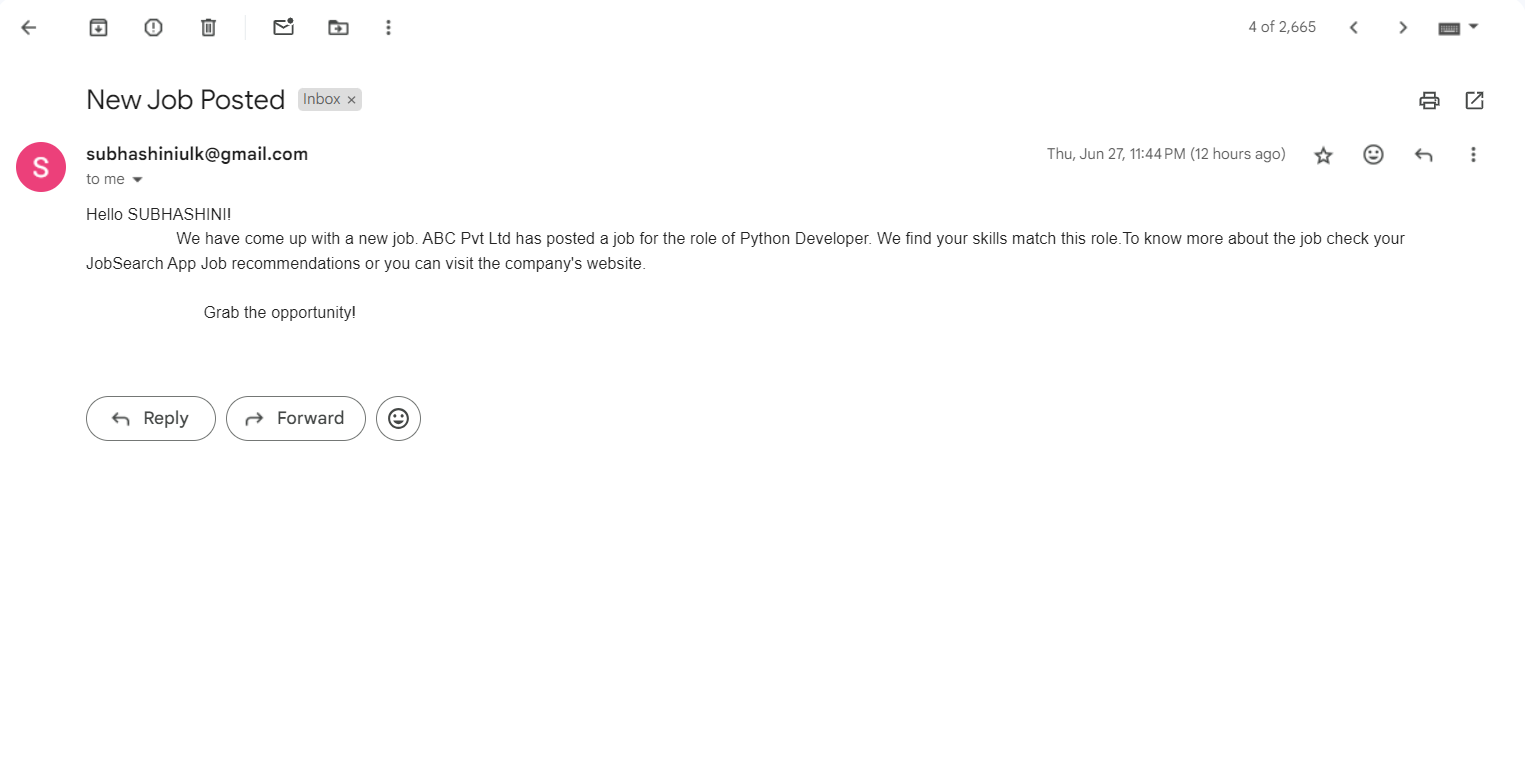 4 of 2,665
New Job Posted Inbox ×
subhashiniulk@gmail.com Thu, Jun 27, 11:44 PM (12 hours ago)
to me
S
Hello SUBHASHINI!
We have come up with a new job. ABC Pvt Ltd has posted a job for the role of Python Developer. We find your skills match this role.To know more about the job check your
JobSearch App Job recommendations or you can visit the company's website.
Grab the opportunity!
Reply Forward